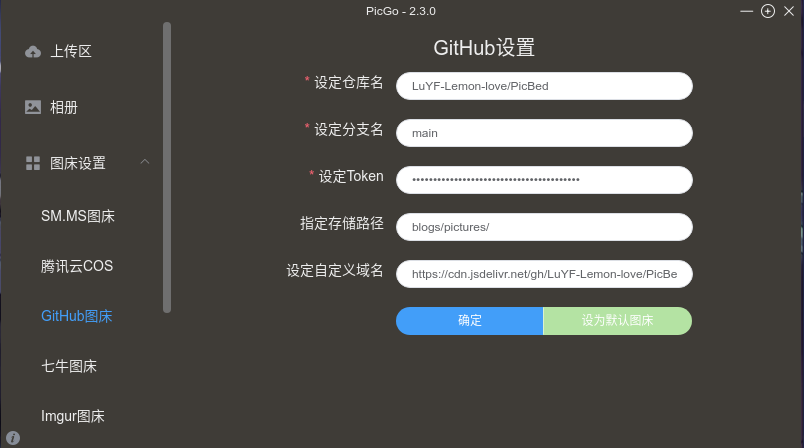 PicGo - 2.3.0
上传区
相册
图床设置
SM.MS图床
腾讯云COS
GitHub图床
七牛图床
Imgur图床
GitHub设置
* 设定仓库名
LuYF-Lemon-love/PicBed
* 设定分支名
main
* 设定Token
••••••••••••••••••••••••••••••••••••••••
指定存储路径
blogs/pictures/
设定自定义域名
https://cdn.jsdelivr.net/gh/LuYF-Lemon-love/PicBe
确定
设为默认图床